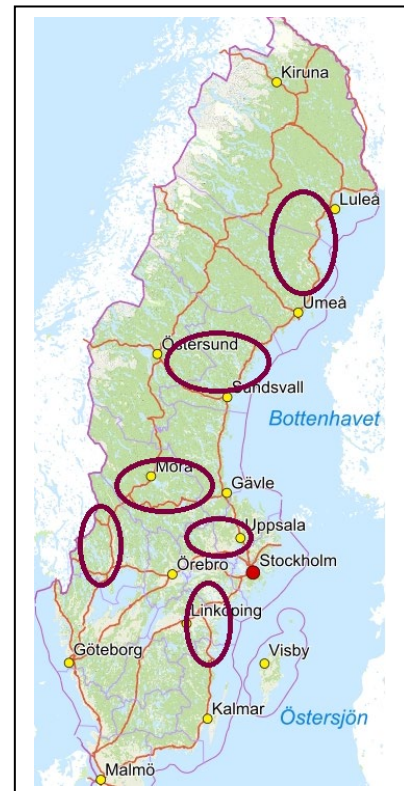 Kiruna
Luleå
Umeå
Östersund
Sundsvall
Bottenhavet
Mora
Gävle
Uppsala
Örebro
Stockholm
Linköping
Göteborg
Visby
Kalmar
Östersjön
Malmö